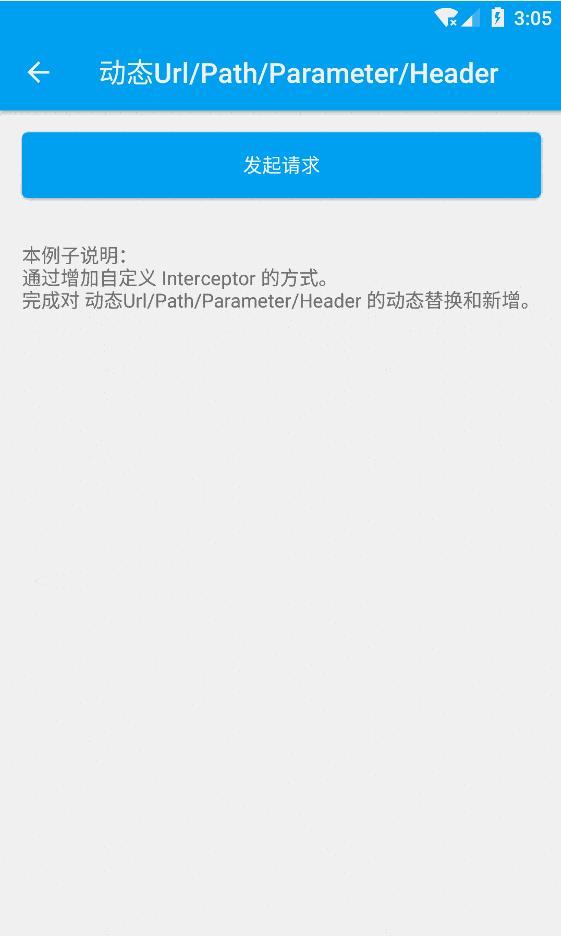 3:05
动态Url/Path/Parameter/Header
发起请求
本例子说明：
通过增加自定义 Interceptor 的方式。
完成对 动态Url/Path/Parameter/Header 的动态替换和新增。